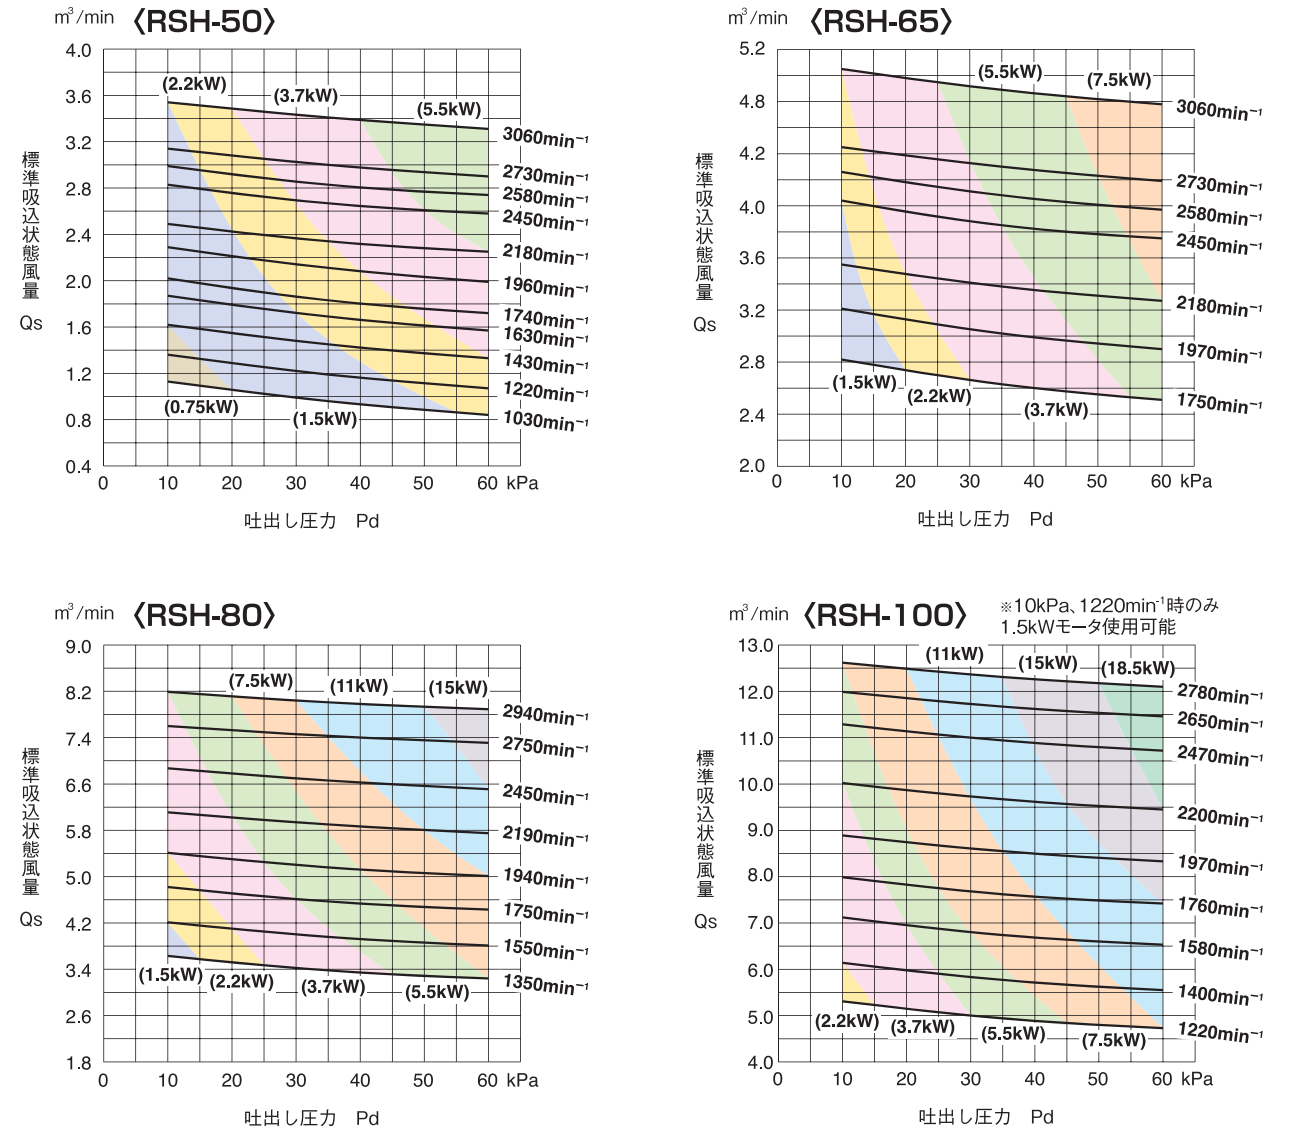 m³/min 〈RSH-50〉
4.0
3.6
3.2
2.8
2.4
2.0
1.6
1.2
0.8
0.4
標準吸込状態風量 Qs
(2.2kW)
(3.7kW)
(5.5kW)
3060min⁻¹
2730min⁻¹
2580min⁻¹
2450min⁻¹
2180min⁻¹
1960min⁻¹
1740min⁻¹
1630min⁻¹
1430min⁻¹
1220min⁻¹
1030min⁻¹
(0.75kW)
(1.5kW)
0 10 20 30 40 50 60 kPa
吐出し圧力 Pd
m³/min 〈RSH-65〉
5.2
4.8
4.2
4.0
3.6
3.2
2.8
2.4
2.0
標準吸込状態風量 Qs
(5.5kW)
(7.5kW)
3060min⁻¹
2730min⁻¹
2580min⁻¹
2450min⁻¹
2180min⁻¹
1970min⁻¹
1750min⁻¹
(1.5kW)
(2.2kW)
(3.7kW)
0 10 20 30 40 50 60 kPa
吐出し圧力 Pd
m³/min 〈RSH-80〉
9.0
8.2
7.4
6.6
5.8
5.0
4.2
3.4
2.6
1.8
標準吸込状態風量 Qs
(7.5kW)
(11kW)
(15kW)
2940min⁻¹
2750min⁻¹
2450min⁻¹
2190min⁻¹
1940min⁻¹
1750min⁻¹
1550min⁻¹
1350min⁻¹
(1.5kW)
(2.2kW)
(3.7kW)
(5.5kW)
0 10 20 30 40 50 60 kPa
吐出し圧力 Pd
m³/min 〈RSH-100〉
※10kPa、1220min⁻¹時のみ
1.5kWモータ使用可能
13.0
12.0
11.0
10.0
9.0
8.0
7.0
6.0
5.0
4.0
標準吸込状態風量 Qs
(11kW)
(15kW)
(18.5kW)
2780min⁻¹
2650min⁻¹
2470min⁻¹
2200min⁻¹
1970min⁻¹
1760min⁻¹
1580min⁻¹
1400min⁻¹
1220min⁻¹
(2.2kW)
(3.7kW)
(5.5kW)
(7.5kW)
0 10 20 30 40 50 60 kPa
吐出し圧力 Pd